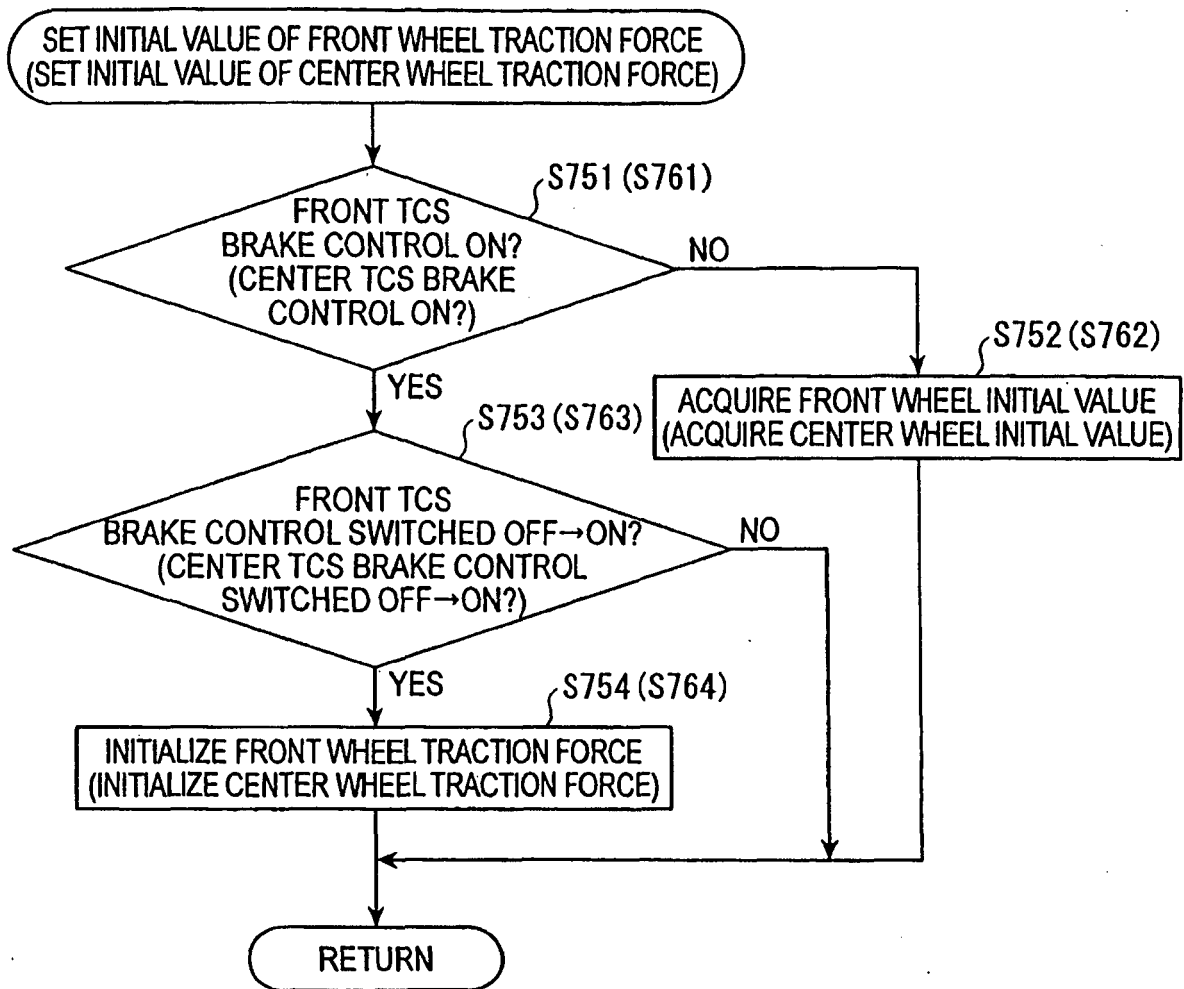 SET INITIAL VALUE OF FRONT WHEEL TRACTION FORCE
(SET INITIAL VALUE OF CENTER WHEEL TRACTION FORCE)
S751 (S761)
FRONT TCS
BRAKE CONTROL ON?
(CENTER TCS BRAKE
CONTROL ON?)
NO
YES
S752 (S762)
ACQUIRE FRONT WHEEL INITIAL VALUE
(ACQUIRE CENTER WHEEL INITIAL VALUE)
S753 (S763)
FRONT TCS
BRAKE CONTROL SWITCHED OFF→ON?
(CENTER TCS BRAKE CONTROL
SWITCHED OFF→ON?)
NO
YES
S754 (S764)
INITIALIZE FRONT WHEEL TRACTION FORCE
(INITIALIZE CENTER WHEEL TRACTION FORCE)
RETURN